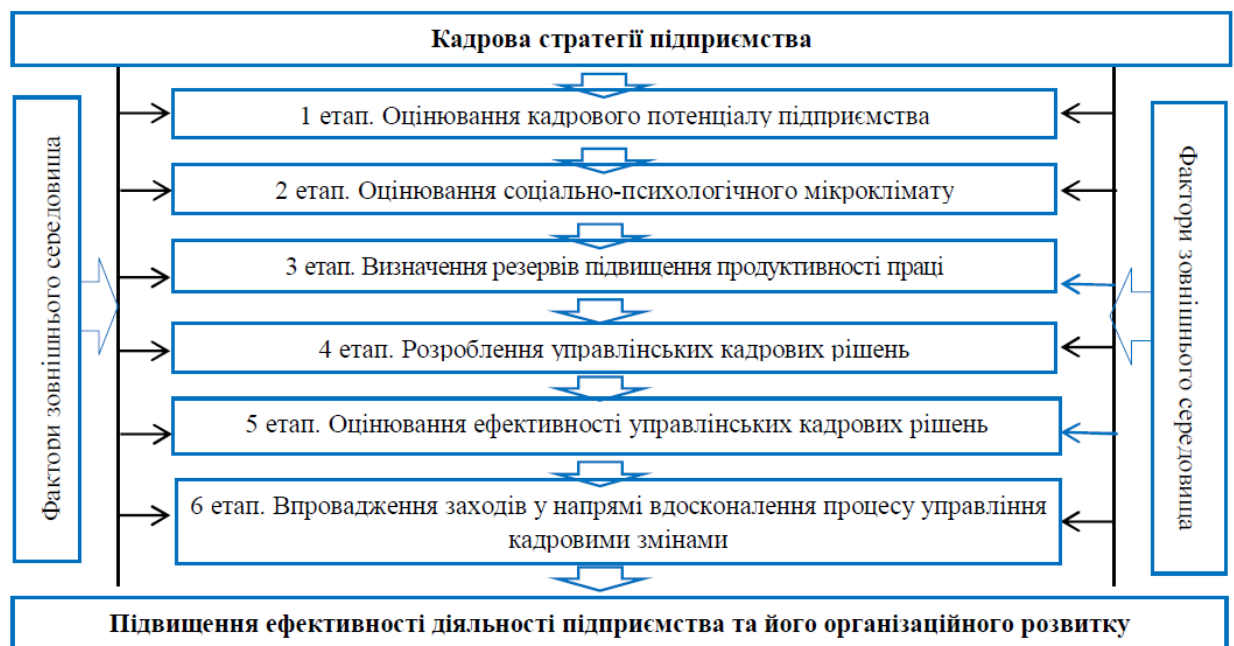 Кадрова стратегії підприємства
Фактори зовнішнього середовища
1 етап. Оцінювання кадрового потенціалу підприємства
2 етап. Оцінювання соціально-психологічного мікроклімату
3 етап. Визначення резервів підвищення продуктивності праці
4 етап. Розроблення управлінських кадрових рішень
5 етап. Оцінювання ефективності управлінських кадрових рішень
6 етап. Впровадження заходів у напрямі вдосконалення процесу управління
кадровими змінами
Фактори зовнішнього середовища
Підвищення ефективності діяльності підприємства та його організаційного розвитку